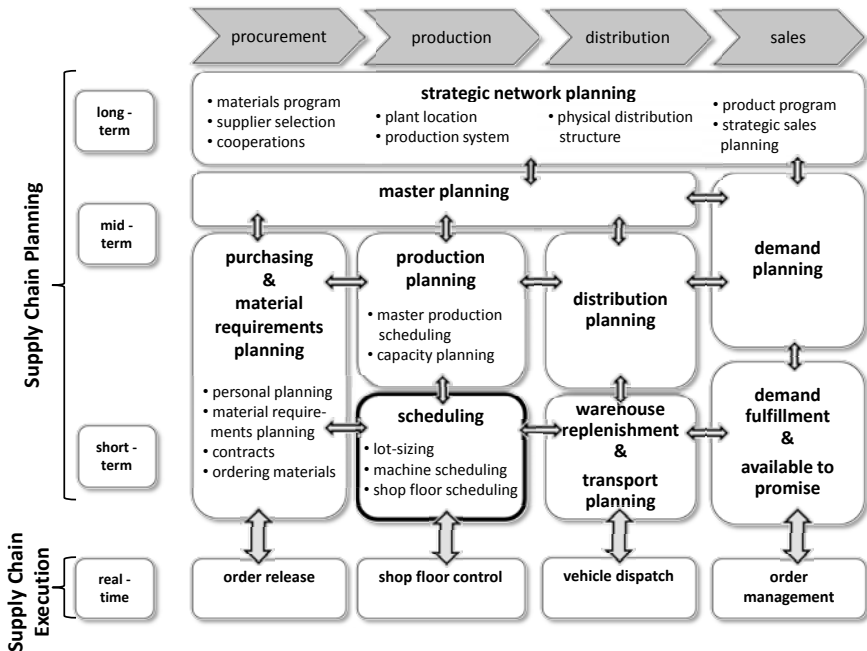 procurement
production
distribution
sales
Supply Chain Planning
long -
term
strategic network planning
• materials program
• supplier selection
• cooperations
• plant location
• production system
• physical distribution
structure
• product program
• strategic sales
planning
mid -
term
master planning
demand
planning
purchasing
&
material
requirements
planning
• personal planning
• material require-
ments planning
• contracts
• ordering materials
production
planning
• master production
scheduling
• capacity planning
distribution
planning
short -
term
scheduling
• lot-sizing
• machine scheduling
• shop floor scheduling
warehouse
replenishment
&
transport
planning
demand
fulfillment
&
available to
promise
Supply Chain
Execution
real -
time
order release
shop floor control
vehicle dispatch
order
management